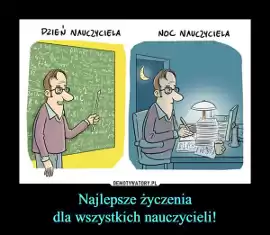 DZIEŃ NAUCZYCIELA
NOC NAUCZYCIELA
DEMOTYWATORY.PL
Najlepsze życzenia
dla wszystkich nauczycieli!